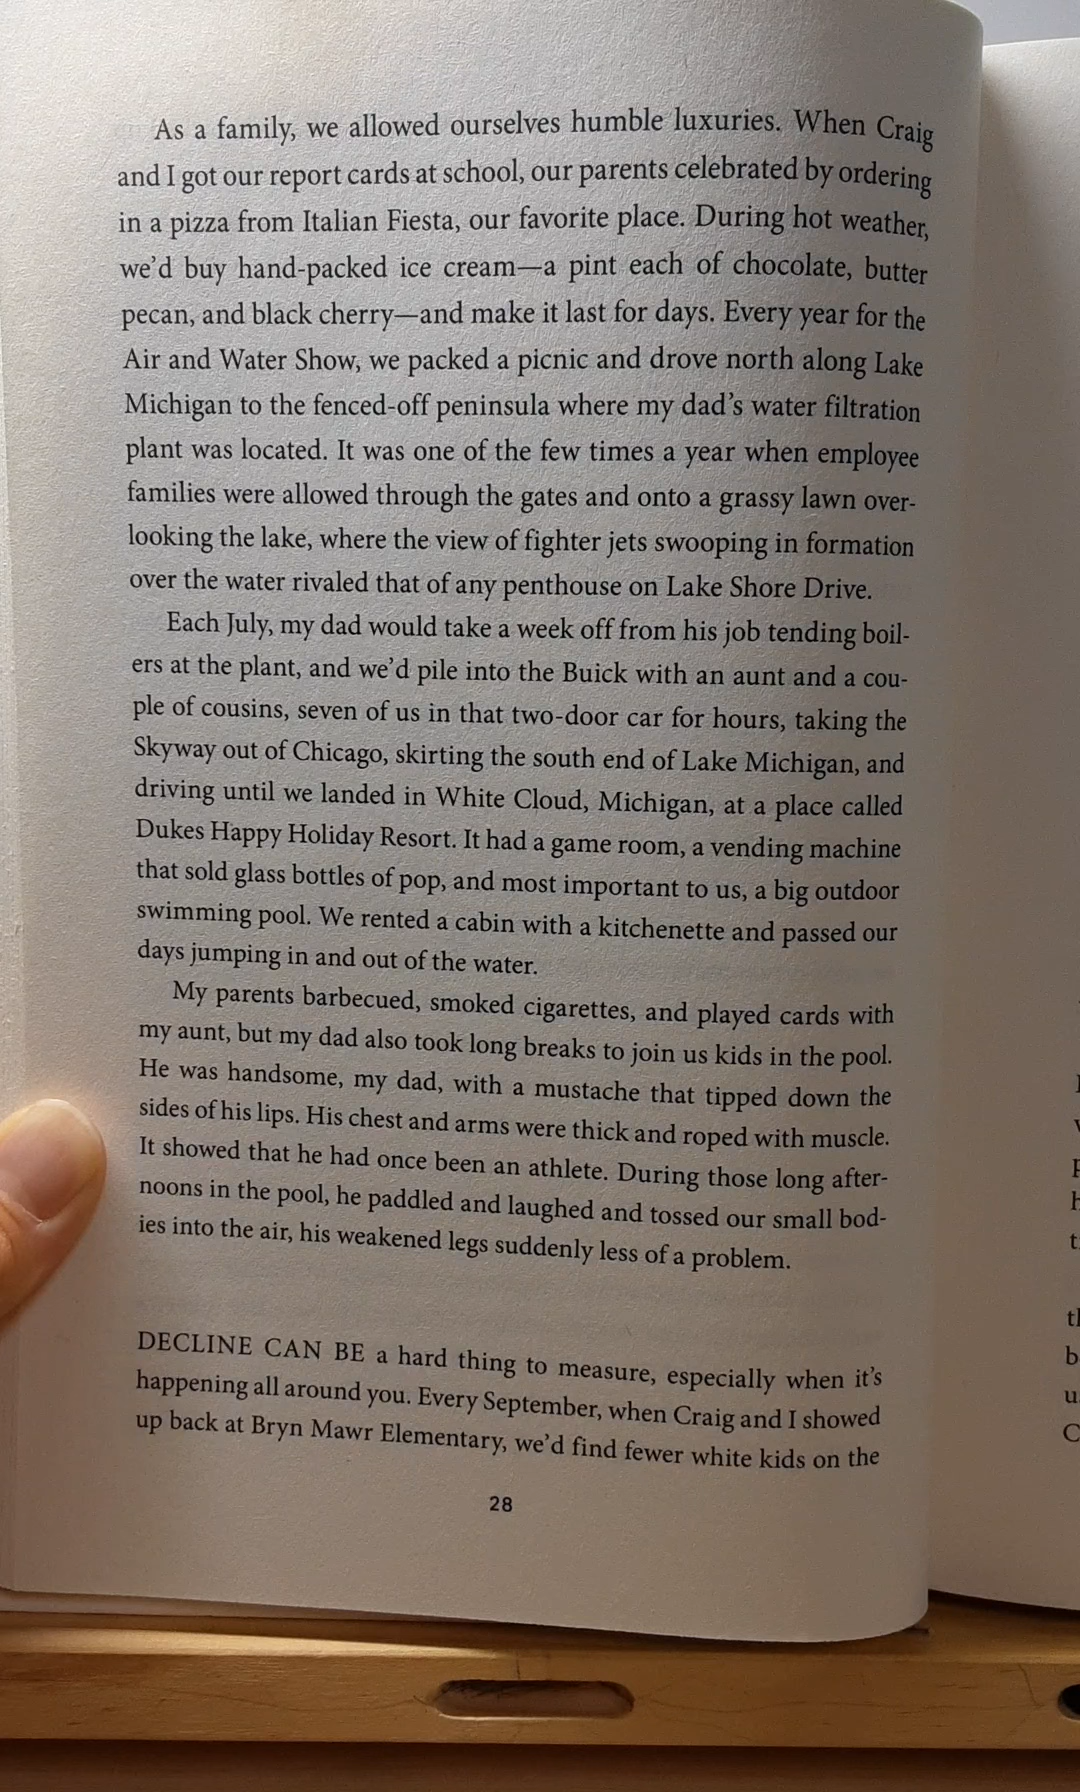 As a family, we allowed ourselves humble luxuries. When Craig
and I got our report cards at school, our parents celebrated by ordering
in a pizza from Italian Fiesta, our favorite place. During hot weather,
we’d buy hand-packed ice cream—a pint each of chocolate, butter
pecan, and black cherry—and make it last for days. Every year for the
Air and Water Show, we packed a picnic and drove north along Lake
Michigan to the fenced-off peninsula where my dad’s water filtration
plant was located. It was one of the few times a year when employee
families were allowed through the gates and onto a grassy lawn over-
looking the lake, where the view of fighter jets swooping in formation
over the water rivaled that of any penthouse on Lake Shore Drive.
Each July, my dad would take a week off from his job tending boil-
ers at the plant, and we’d pile into the Buick with an aunt and a cou-
ple of cousins, seven of us in that two-door car for hours, taking the
Skyway out of Chicago, skirting the south end of Lake Michigan, and
driving until we landed in White Cloud, Michigan, at a place called
Dukes Happy Holiday Resort. It had a game room, a vending machine
that sold glass bottles of pop, and most important to us, a big outdoor
swimming pool. We rented a cabin with a kitchenette and passed our
days jumping in and out of the water.
My parents barbecued, smoked cigarettes, and played cards with
my aunt, but my dad also took long breaks to join us kids in the pool.
He was handsome, my dad, with a mustache that tipped down the
sides of his lips. His chest and arms were thick and roped with muscle.
It showed that he had once been an athlete. During those long after-
noons in the pool, he paddled and laughed and tossed our small bod-
ies into the air, his weakened legs suddenly less of a problem.
DECLINE CAN BE a hard thing to measure, especially when it’s
happening all around you. Every September, when Craig and I showed
up back at Bryn Mawr Elementary, we’d find fewer white kids on the
28